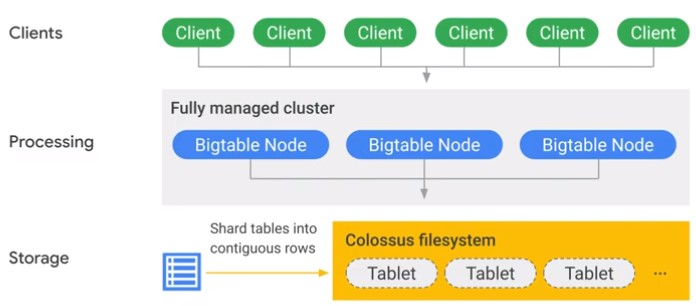 Clients
Client Client Client Client Client Client
Fully managed cluster
Processing
Bigtable Node Bigtable Node Bigtable Node
Shard tables into
contiguous rows
Storage
Colossus filesystem
Tablet Tablet Tablet ...